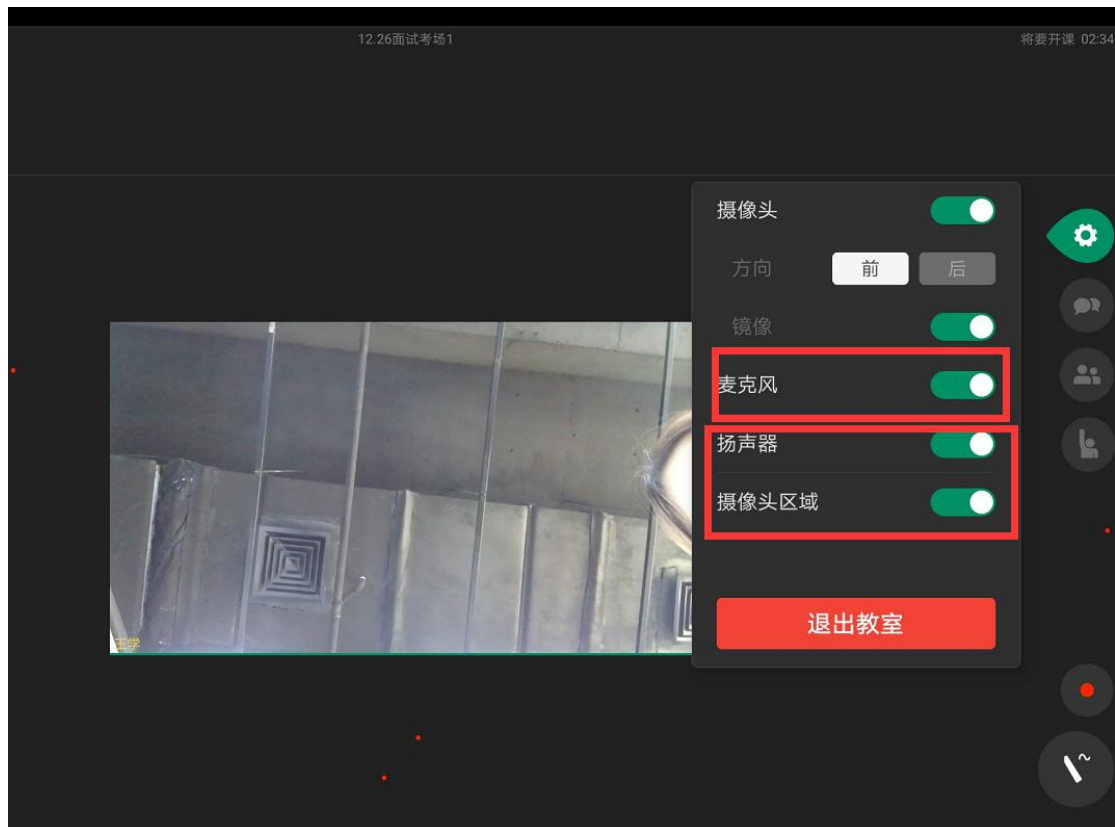 12.26面试考场1
将要开课 02:34
摄像头
方向 前 后
镜像
麦克风
扬声器
摄像头区域
退出教室
王学